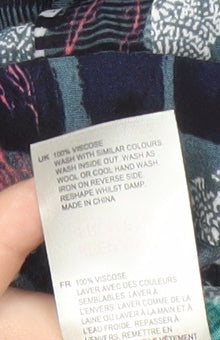 UK 100% VISCOSE
WASH WITH SIMILAR COLOURS
WASH INSIDE OUT. WASH AS
WOOL OR COOL HAND WASH.
IRON ON REVERSE SIDE.
RESHAPE WHILST DAMP.
MADE IN CHINA
FR 100% VISCOSE
LAVER AVEC DES COULEURS
SEMBLABLES. LAVER À
L'ENVERS. LAVER COMME DE LA
LAINE OU LAVER À LA MAIN ET À
L'EAU FROIDE. REPASSER
L'ENVERS. REMETTRE EN
VÊTEMENT